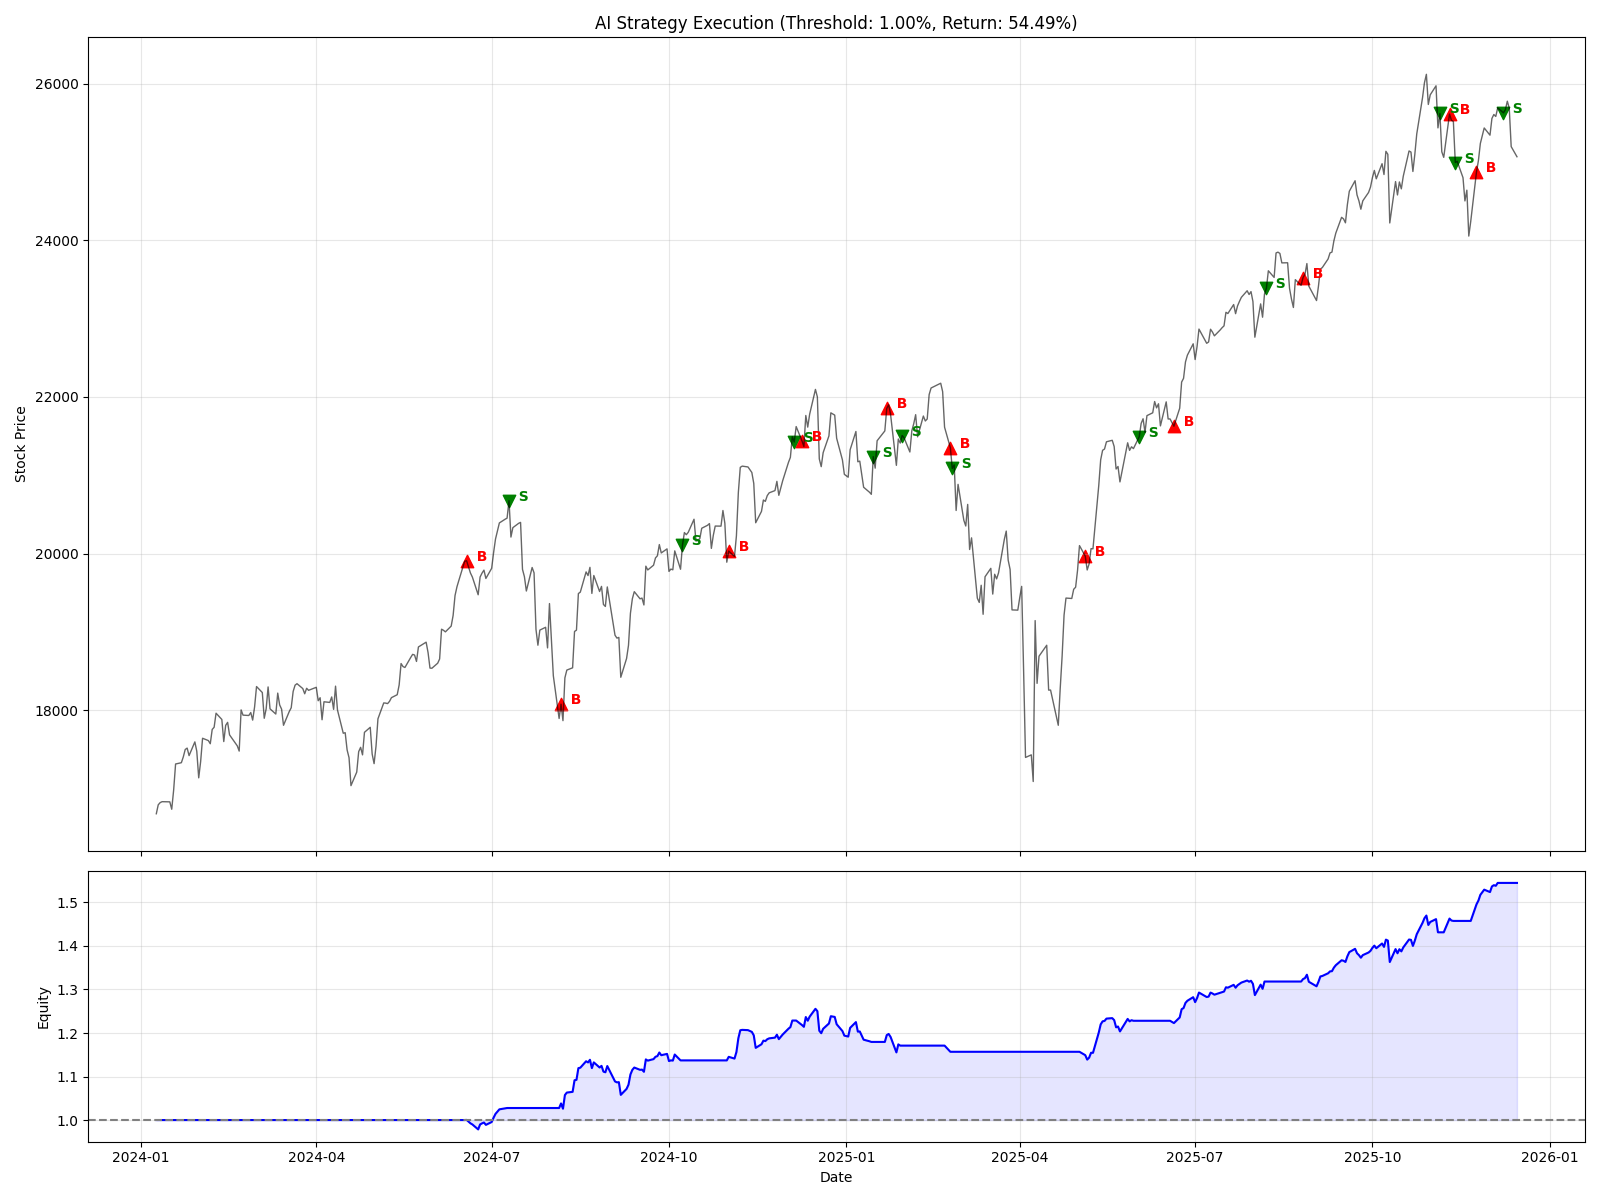 AI Strategy Execution (Threshold: 1.00%, Return: 54.49%)
Stock Price
26000
24000
22000
20000
18000
B
S
B
S
B
S
B
S
B
S
B
S
B
S
B
S
B
S
B
S
B
S
Equity
1.5
1.4
1.3
1.2
1.1
1.0
2024-01
2024-04
2024-07
2024-10
2025-01
2025-04
2025-07
2025-10
2026-01
Date